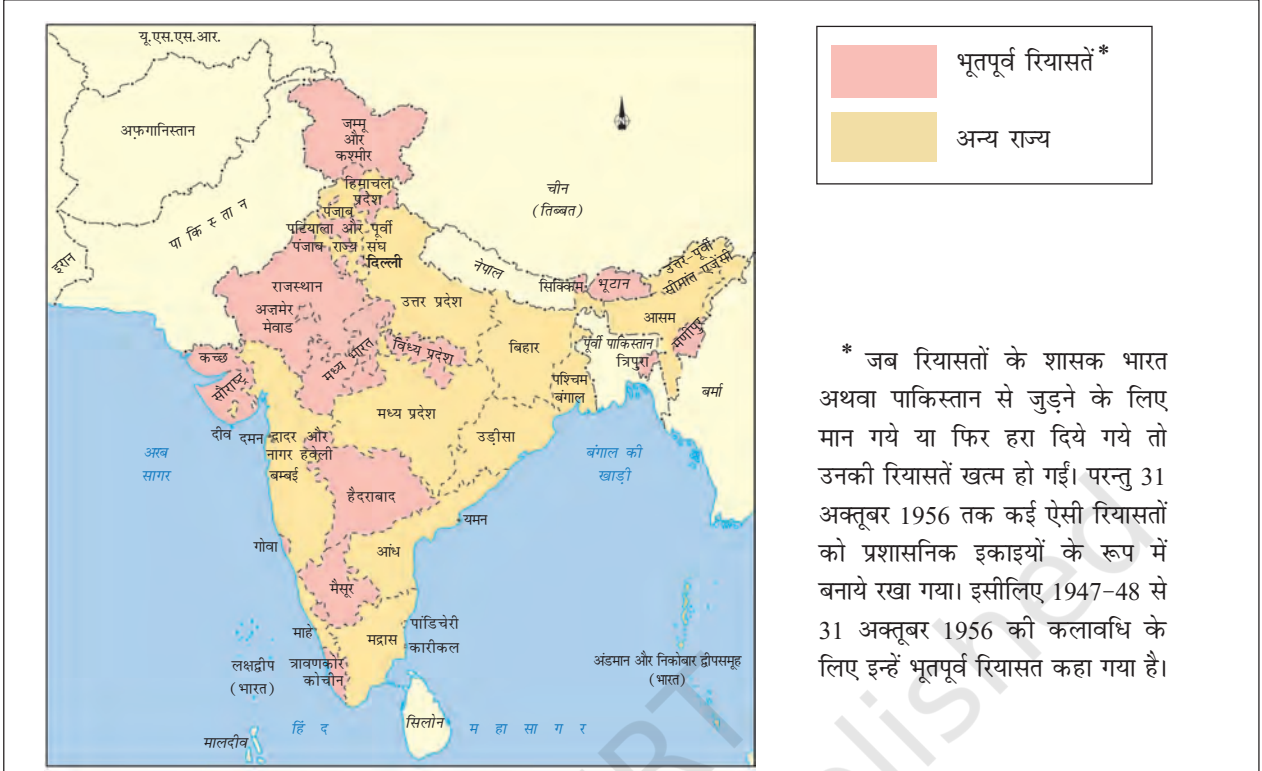 यू.एस.एस.आर.
अफ़गानिस्तान
जम्मू
और
कश्मीर
हिमाचल
प्रदेश
चीन
(तिब्बत)
पंजाब
पाकिस्तान
पटियाला और पूर्वी
पंजाब राज्य संघ
दिल्ली
इरान
नेपाल
उत्तर-पूर्वी
सीमांत एजेंसी
सिक्किम
भूटान
राजस्थान
उत्तर प्रदेश
अजमेर
मेवाड
आसम
मणीपुर
कच्छ
मध्य भारत
विंध्य प्रदेश
बिहार
पूर्वी पाकिस्तान
त्रिपुरा
सौराष्ट्र
पश्चिम
बंगाल
बर्मा
मध्य प्रदेश
उड़ीसा
दीव
दमन
दादर और
नागर हवेली
बम्बई
अरब
सागर
बंगाल की
खाड़ी
हैदराबाद
यमन
गोवा
आंध
मैसूर
माहे
मद्रास
पांडिचेरी
कारीकल
लक्षद्वीप
(भारत)
त्रावणकोर
कोचीन
अंडमान और निकोबार द्वीपसमूह
(भारत)
सिलोन
हिंद महासागर
मालदीव
भूतपूर्व रियासतें*
अन्य राज्य
* जब रियासतों के शासक भारत
अथवा पाकिस्तान से जुड़ने के लिए
मान गये या फिर हरा दिये गये तो
उनकी रियासतें खत्म हो गईं। परन्तु 31
अक्तूबर 1956 तक कई ऐसी रियासतों
को प्रशासनिक इकाइयों के रूप में
बनाये रखा गया। इसीलिए 1947-48 से
31 अक्तूबर 1956 की कलावधि के
लिए इन्हें भूतपूर्व रियासत कहा गया है।